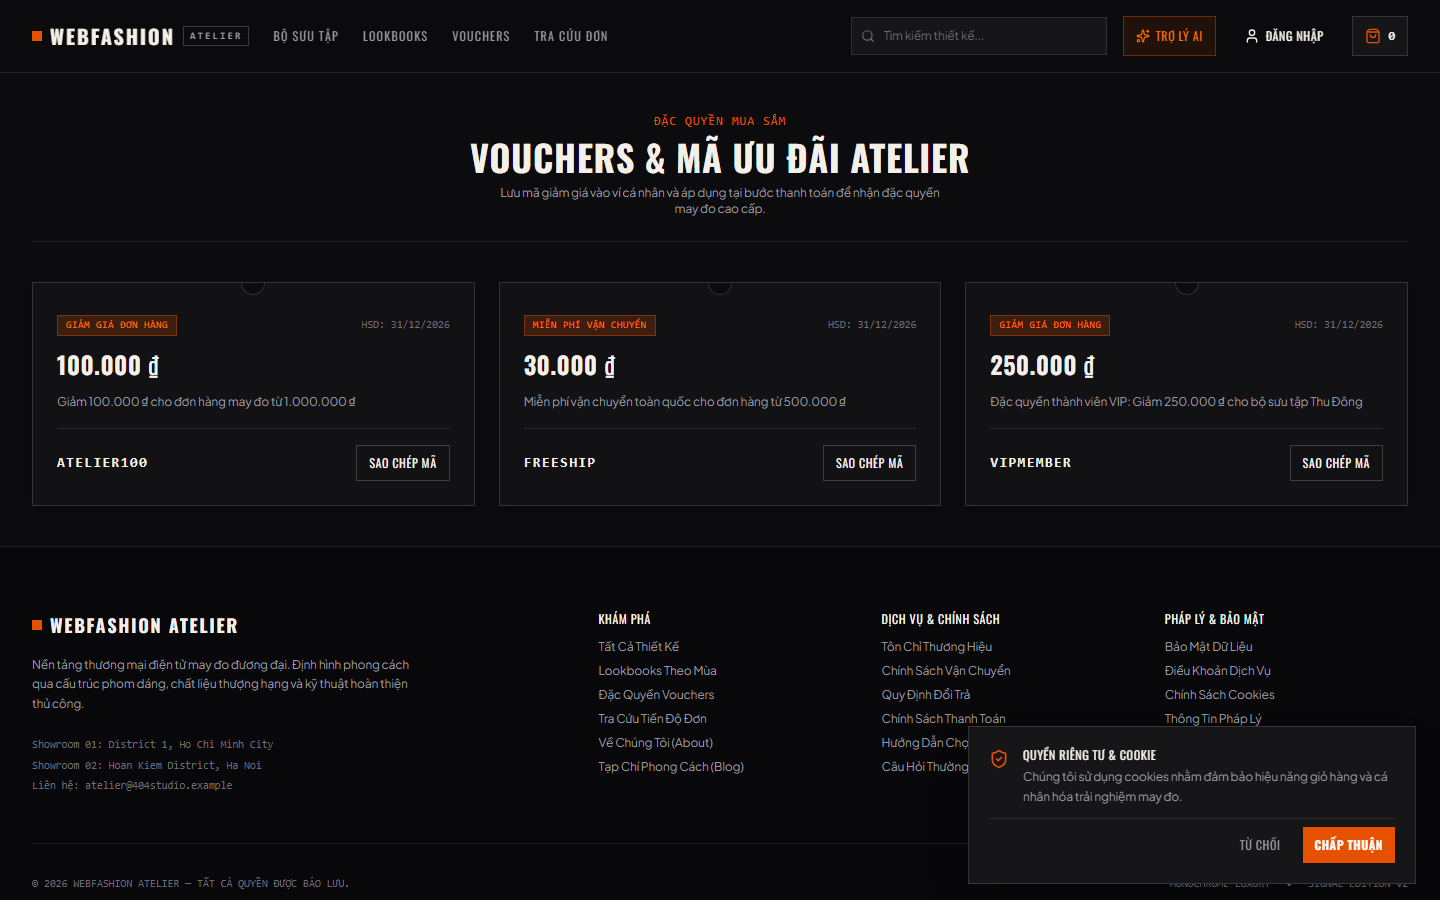 WEBFASHION ATELIER BỘ SƯU TẬP LOOKBOOKS VOUCHERS TRA CỨU ĐƠN Tìm kiếm thiết kế... TRỢ LÝ AI ĐĂNG NHẬP 0
ĐẶC QUYỀN MUA SẮM
VOUCHERS & MÃ ƯU ĐÃI ATELIER
Lưu mã giảm giá vào ví cá nhân và áp dụng tại bước thanh toán để nhận đặc quyền
may đo cao cấp.
GIẢM GIÁ ĐƠN HÀNG HSD: 31/12/2026
100.000 ₫
Giảm 100.000 ₫ cho đơn hàng may đo từ 1.000.000 ₫
ATELIER100 SAO CHÉP MÃ
MIỄN PHÍ VẬN CHUYỂN HSD: 31/12/2026
30.000 ₫
Miễn phí vận chuyển toàn quốc cho đơn hàng từ 500.000 ₫
FREESHIP SAO CHÉP MÃ
GIẢM GIÁ ĐƠN HÀNG HSD: 31/12/2026
250.000 ₫
Đặc quyền thành viên VIP: Giảm 250.000 ₫ cho bộ sưu tập Thu Đông
VIPMEMBER SAO CHÉP MÃ
WEBFASHION ATELIER
Nền tảng thương mại điện tử may đo đương đại. Định hình phong cách
qua cấu trúc phom dáng, chất liệu thượng hạng và kỹ thuật hoàn thiện
thủ công.
Showroom 01: District 1, Ho Chi Minh City
Showroom 02: Hoan Kiem District, Ha Noi
Liên hệ: atelier@404studio.example
KHÁM PHÁ
Tất Cả Thiết Kế
Lookbooks Theo Mùa
Đặc Quyền Vouchers
Tra Cứu Tiến Độ Đơn
Về Chúng Tôi (About)
Tạp Chí Phong Cách (Blog)
DỊCH VỤ & CHÍNH SÁCH
Tôn Chỉ Thương Hiệu
Chính Sách Vận Chuyển
Quy Định Đổi Trả
Chính Sách Thanh Toán
Hướng Dẫn
Câu Hỏi Thường
PHÁP LÝ & BẢO MẬT
Bảo Mật Dữ Liệu
Điều Khoản Dịch Vụ
Chính Sách Cookies
Thông Tin Pháp Lý
QUYỀN RIÊNG TƯ & COOKIE
Chúng tôi sử dụng cookies nhằm đảm bảo hiệu năng giỏ hàng và cá
nhân hóa trải nghiệm may đo.
TỪ CHỐI CHẤP THUẬN
© 2026 WEBFASHION ATELIER — TẤT CẢ QUYỀN ĐƯỢC BẢO LƯU.